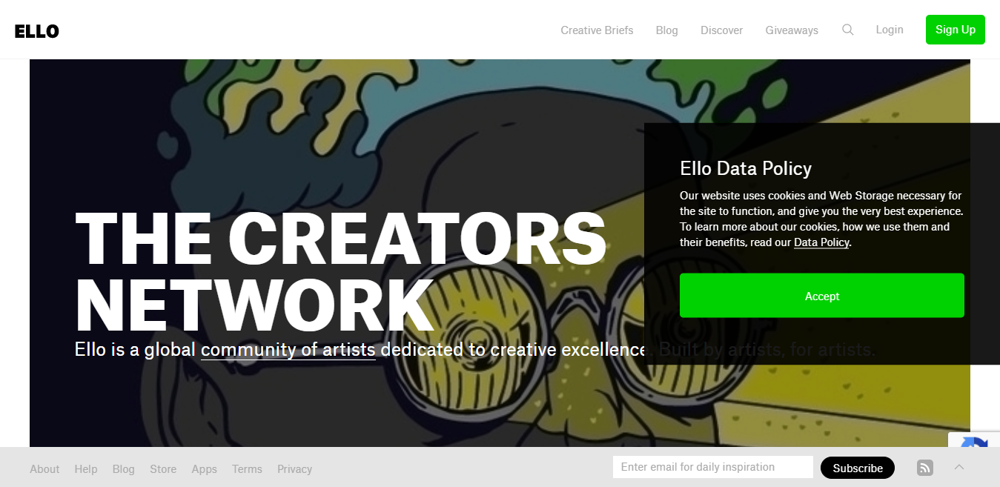 ELLO
Creative Briefs
Blog
Discover
Giveaways
Login
Sign Up
THE CREATORS
NETWORK
Ello is a global community of artists dedicated to creative excellence. Built by artists, for artists.
Ello Data Policy
Our website uses cookies and Web Storage necessary for
the site to function, and give you the very best experience.
To learn more about our cookies, how we use them and
their benefits, read our Data Policy.
Accept
About
Help
Blog
Store
Apps
Terms
Privacy
Enter email for daily inspiration
Subscribe